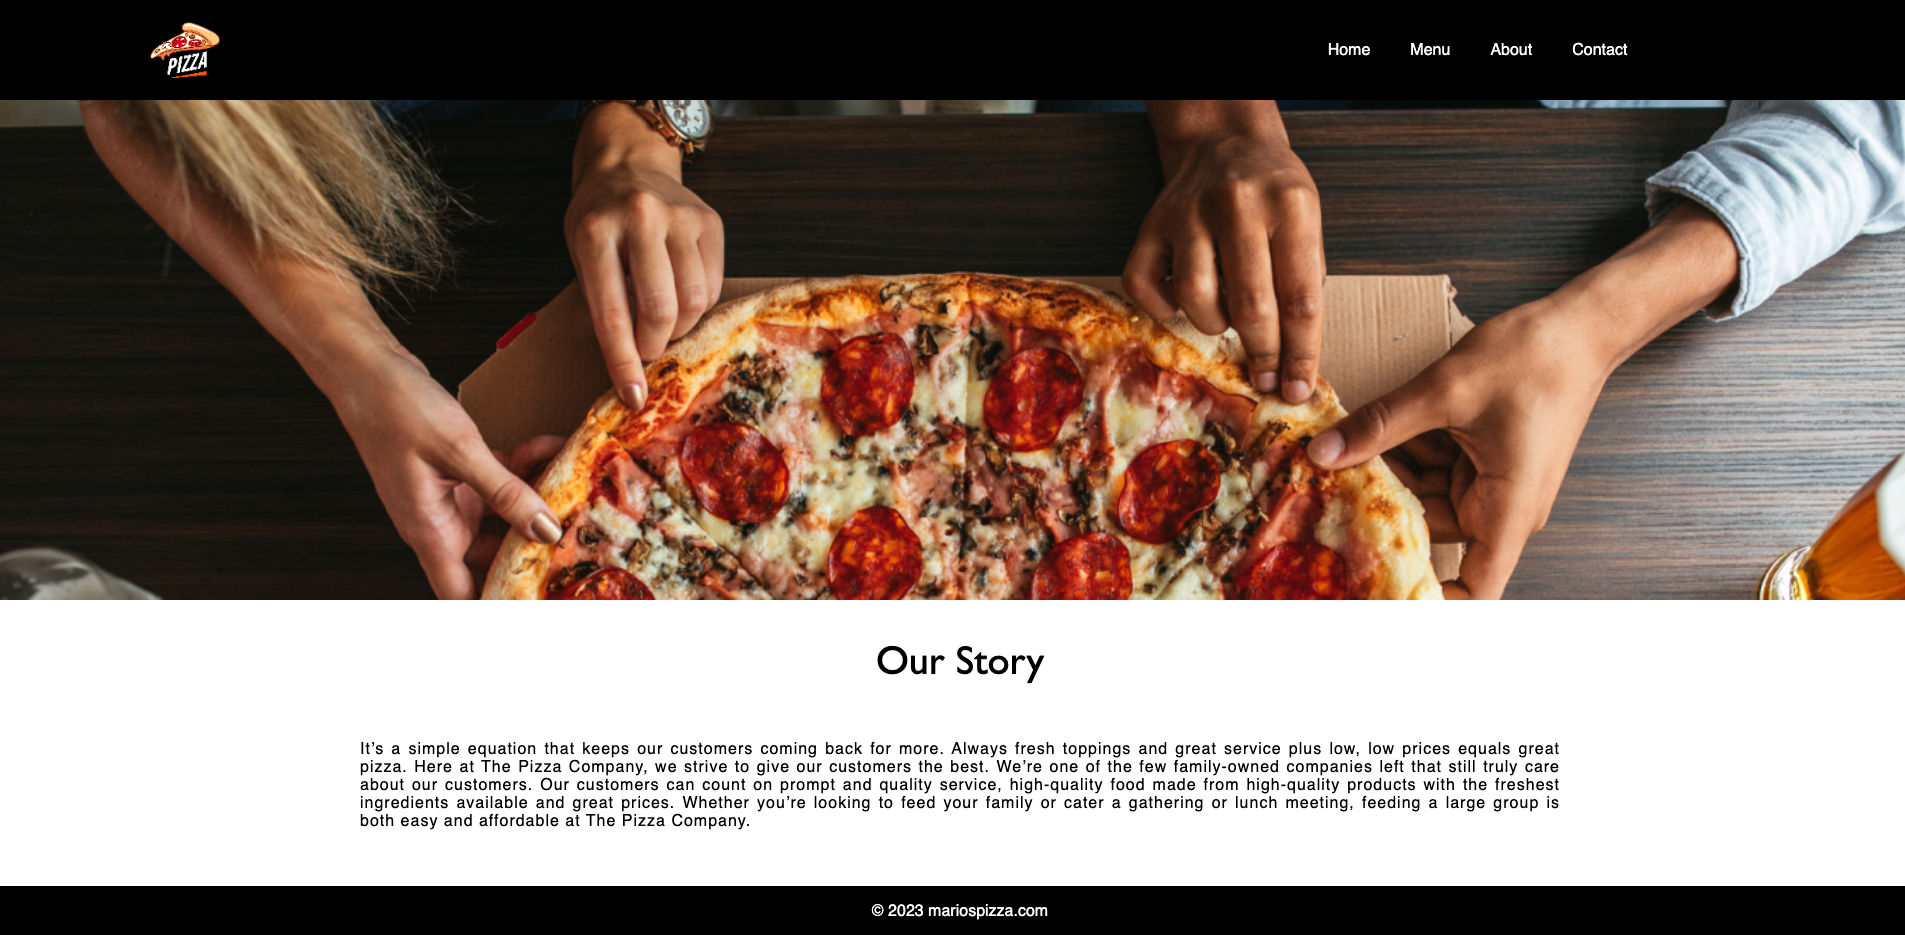 PIZZA
Home Menu About Contact
Our Story
It’s a simple equation that keeps our customers coming back for more. Always fresh toppings and great service plus low, low prices equals great
pizza. Here at The Pizza Company, we strive to give our customers the best. We’re one of the few family-owned companies left that still truly care
about our customers. Our customers can count on prompt and quality service, high-quality food made from high-quality products with the freshest
ingredients available and great prices. Whether you’re looking to feed your family or cater a gathering or lunch meeting, feeding a large group is
both easy and affordable at The Pizza Company.
© 2023 mariospizza.com